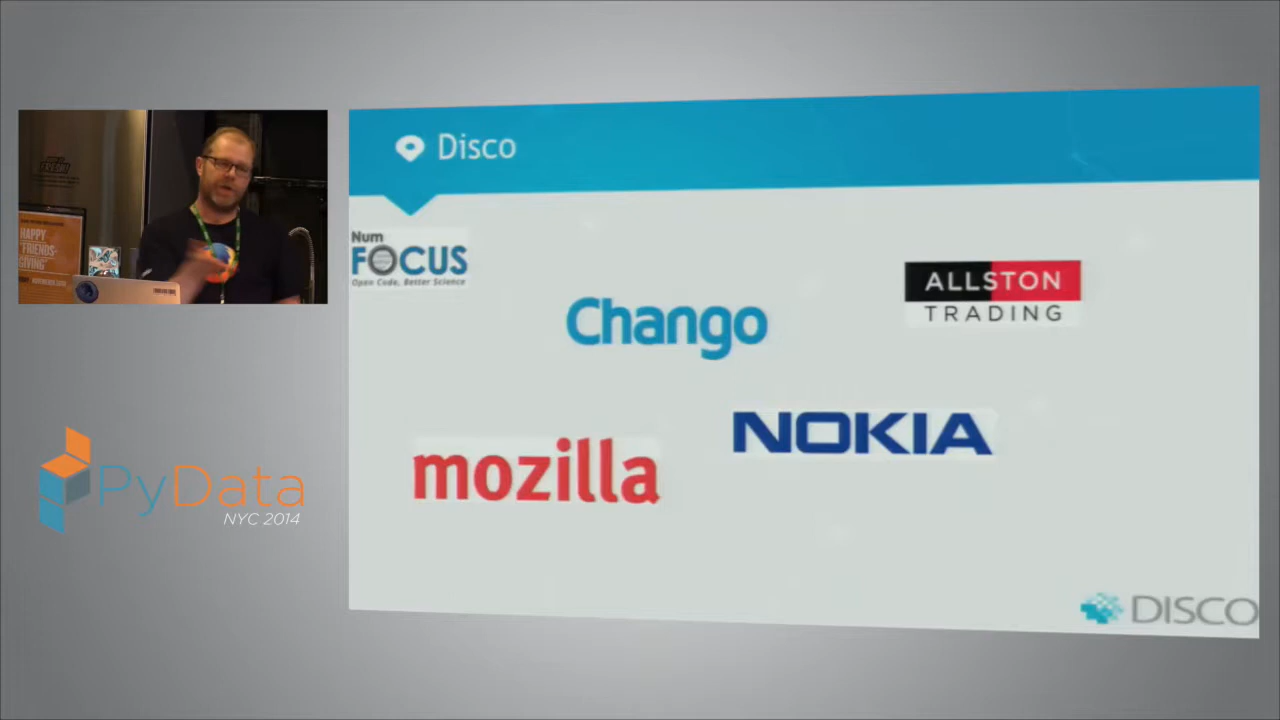 HAPPY
"FRIENDS-
GIVING"
PyData
NYC 2014
Disco
Num
FOCUS
Open Code, Better Science
Chango
ALLSTON
TRADING
mozilla
NOKIA
DISCO